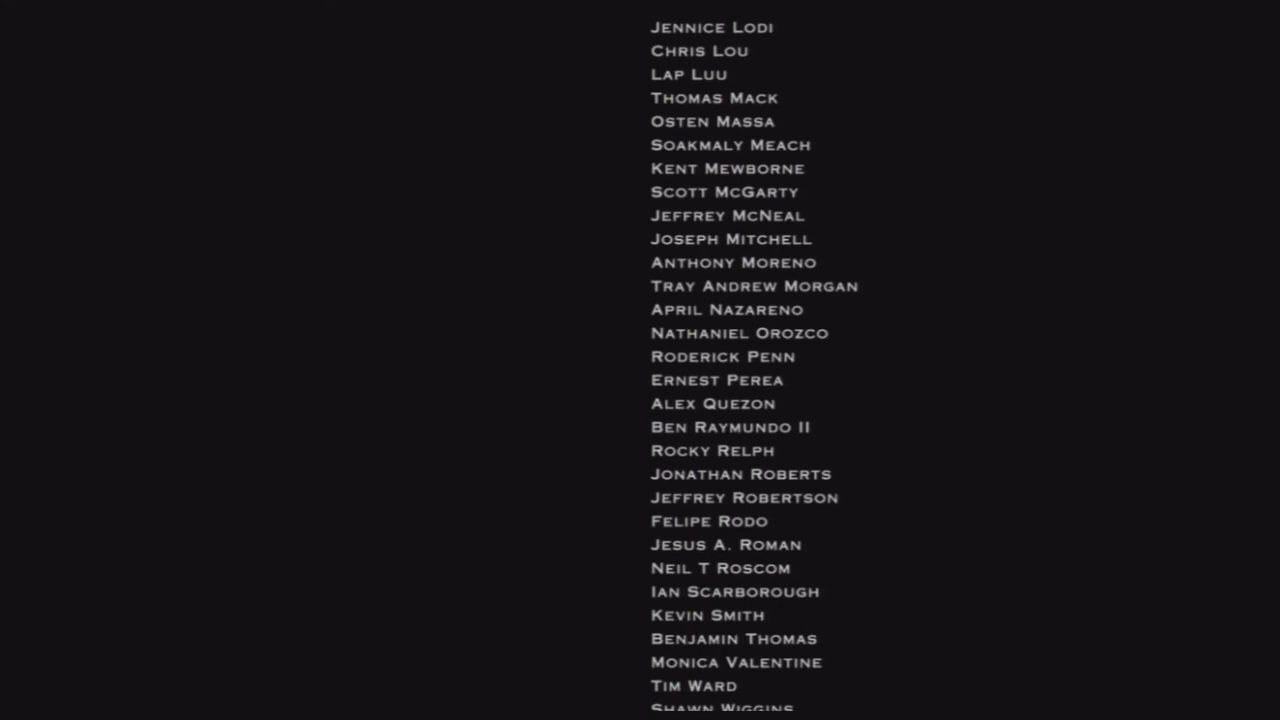 Jennice Lodi
Chris Lou
Lap Luu
Thomas Mack
Osten Massa
Soakmaly Meach
Kent Mewborne
Scott McGarty
Jeffrey McNeal
Joseph Mitchell
Anthony Moreno
Tray Andrew Morgan
April Nazareno
Nathaniel Orozco
Roderick Penn
Ernest Perea
Alex Quezon
Ben Raymundo II
Rocky Relph
Jonathan Roberts
Jeffrey Robertson
Felipe Rodo
Jesus A. Roman
Neil T Roscom
Ian Scarborough
Kevin Smith
Benjamin Thomas
Monica Valentine
Tim Ward
Shawn Wiggins